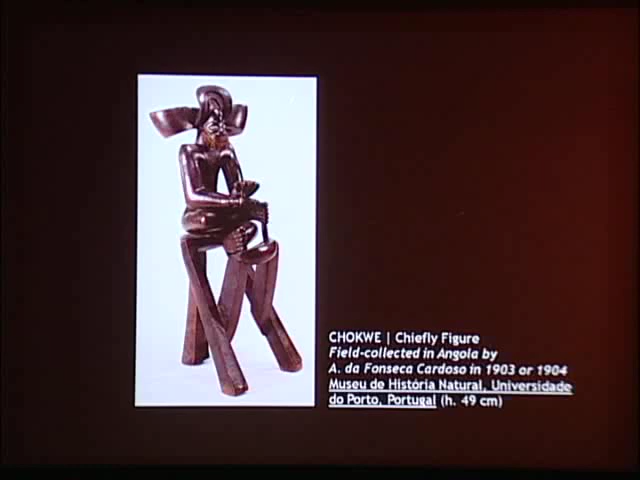 CHOKWE | Chiefly Figure
Field-collected in Angola by
A. da Fonseca Cardoso in 1903 or 1904
Museu de História Natural, Universidade
do Porto, Portugal (h. 49 cm)